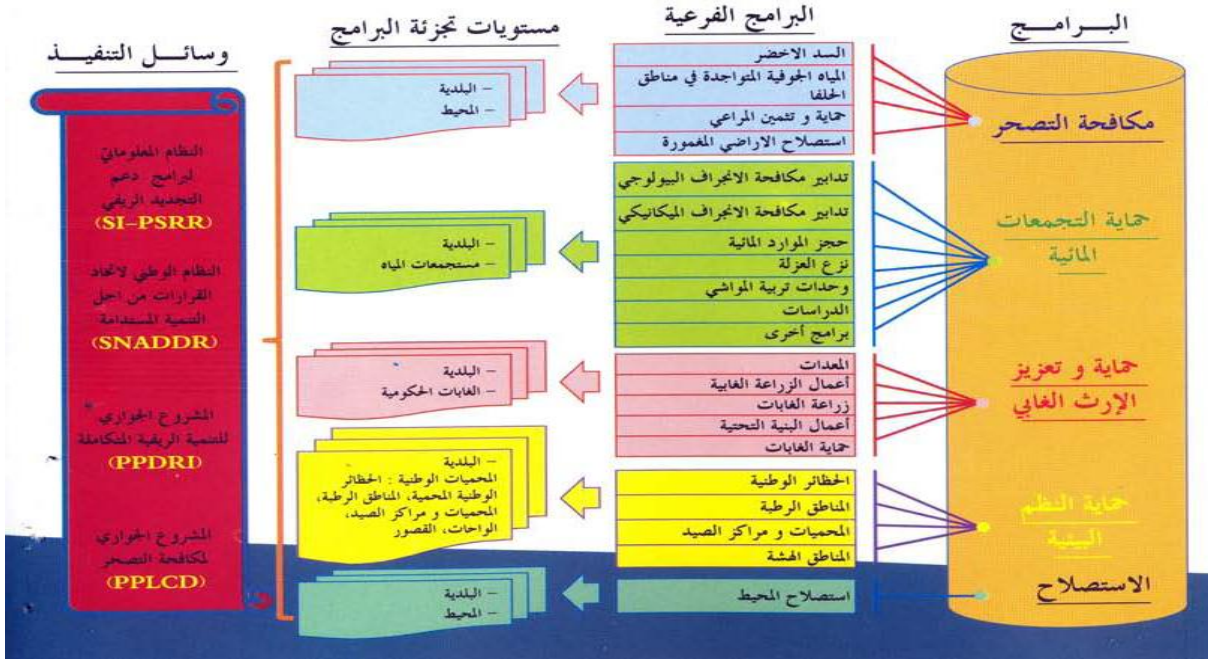 البرامج
مكافحة التصحر
حماية التجمعات
المائية
حماية و تعزيز
الإرث الغابي
حماية النظم
البيئية
الاستصلاح
البرامج الفرعية
السد الاخضر
المياه الجوفية المتواجدة في مناطق
الحلفا
حماية و تثمين المراعي
استصلاح الاراضي المغمورة
تدابير مكافحة الانجراف البيولوجي
تدابير مكافحة الانجراف الميكانيكي
حجز الموارد المائية
نزع العزلة
وحدات تربية المواشي
الدراسات
برامج أخرى
المعدات
أعمال الزراعة الغابية
زراعة الغابات
أعمال البنية التحتية
حماية الغابات
الحظائر الوطنية
المناطق الرطبة
المحميات و مراكز الصيد
المناطق الهشة
استصلاح المحيط
مستويات تجزئة البرامج
– البلدية
– المحيط
– البلدية
– مستجمعات المياه
– البلدية
– الغابات الحكومية
– البلدية
المحميات الوطنية : الحظائر
الوطنية المحمية، المناطق الرطبة،
المحميات و مراكز الصيد،
الواحات، القصور
– البلدية
– المحيط
وسائل التنفيذ
النظام المعلوماتي
لبرامج دعم
التجديد الريفي
(SI-PSRR)
النظام الوطي لاتخاد
القرارات من اجل
التنمية المستدامة
(SNADDR)
المشروع الجواري
للتنمية الريفية المتكاملة
(PPDRI)
المشروع الجواري
لمكافحة التصحر
(PPLCD)